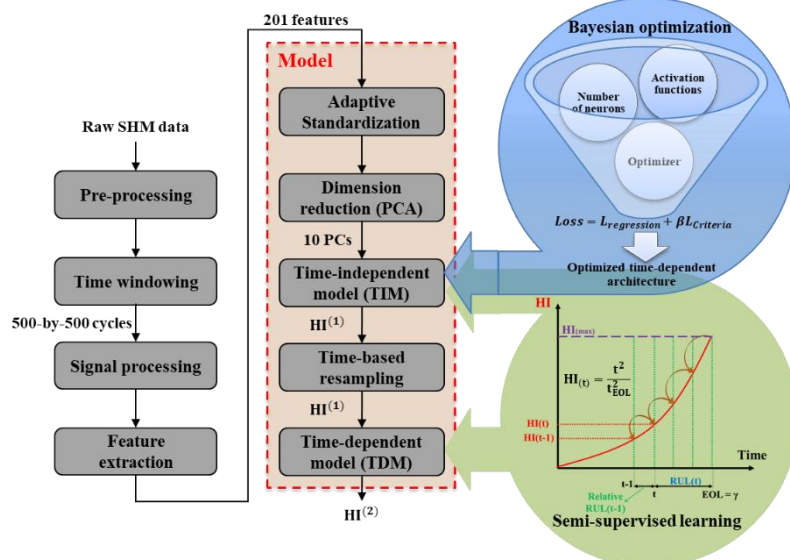 201 features
Raw SHM data
Pre-processing
Time windowing
500-by-500 cycles
Signal processing
Feature
extraction
Model
Adaptive
Standardization
Dimension
reduction (PCA)
10 PCs
Time-independent
model (TIM)
HI⁽¹⁾
Time-based
resampling
HI⁽¹⁾
Time-dependent
model (TDM)
HI⁽²⁾
Bayesian optimization
Number
of neurons
Activation
functions
Optimizer
Loss = L_regression + βL_Criteria
Optimized time-dependent
architecture
HI
HI(max)
HI(t) = t²/t²EOL
HI(t)
HI(t-1)
Time
t-1
t
RUL(t)
EOL = γ
Relative
RUL(t-1)
Semi-supervised learning